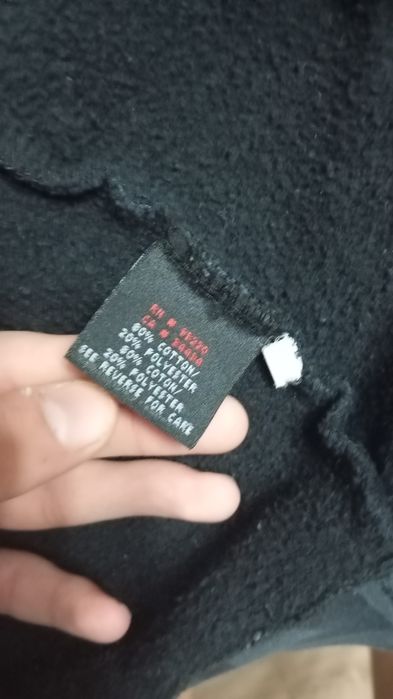 RN #
CA #
80% COTTON/
20% POLYESTER
80% COTON/
20% POLYESTER
SEE REVERSE FOR CARE